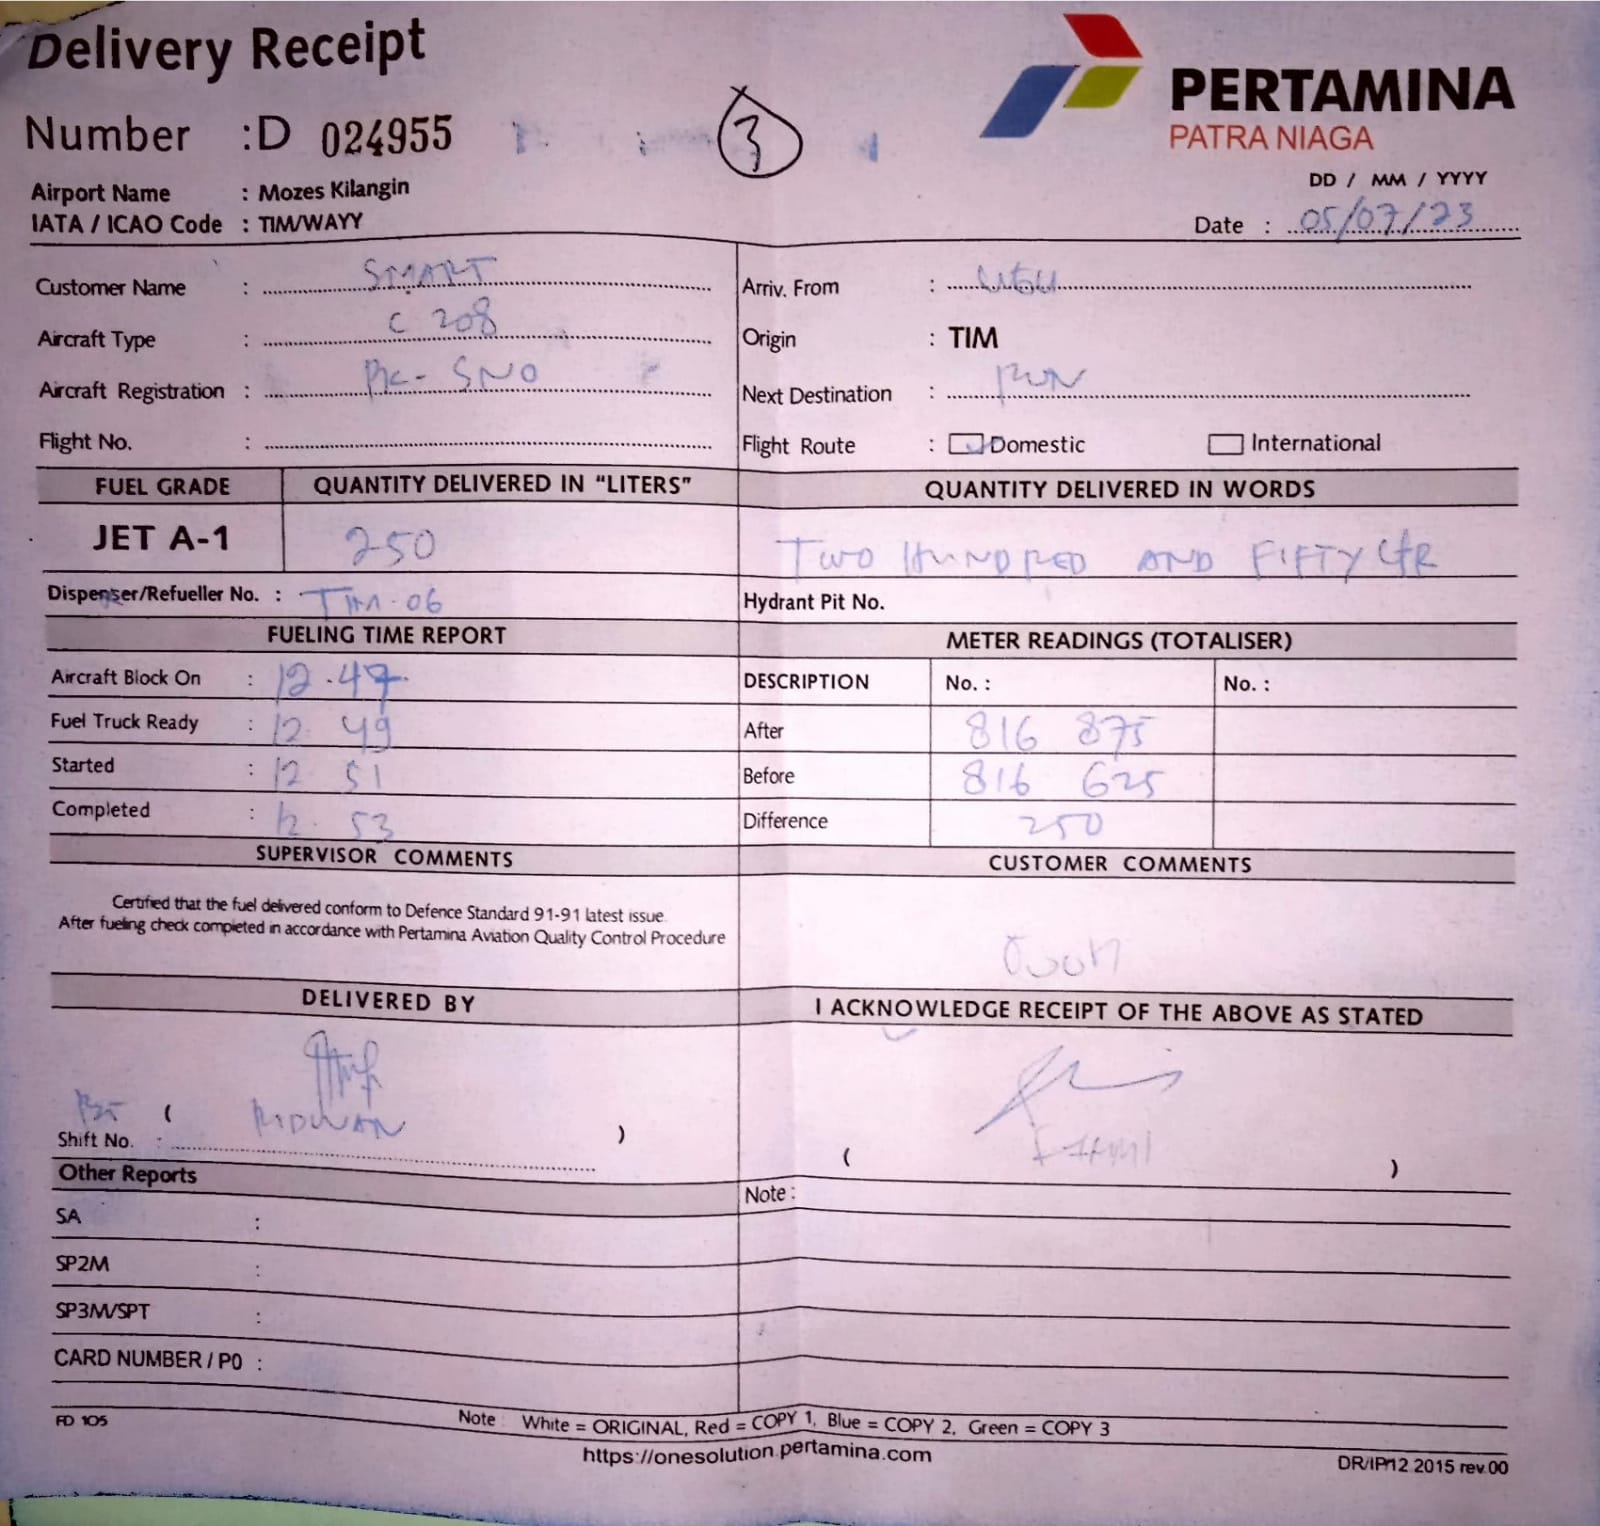 Delivery Receipt
PERTAMINA
PATRA NIAGA
Number : D 024955
3
Airport Name : Mozes Kilangin
IATA / ICAO Code : TIM/WAYY
DD / MM / YYYY
Date : 05/07/23
Customer Name : SMART
Arriv. From :
Aircraft Type : C 208
Origin : TIM
Aircraft Registration : PK-SNO
Next Destination :
Flight No. :
Flight Route : Domestic International
FUEL GRADE QUANTITY DELIVERED IN “LITERS” QUANTITY DELIVERED IN WORDS
JET A-1 250 TWO HUNDRED AND FIFTY LTR
Dispenser/Refueller No. : TIM-06 Hydrant Pit No.
FUELING TIME REPORT METER READINGS (TOTALISER)
Aircraft Block On : 12.47
DESCRIPTION No. : No. :
Fuel Truck Ready : 12 49
After 816 875
Started : 12 51
Before 816 625
Completed : 12. 53
Difference 250
SUPERVISOR COMMENTS CUSTOMER COMMENTS
Certified that the fuel delivered conform to Defence Standard 91-91 latest issue.
After fueling check completed in accordance with Pertamina Aviation Quality Control Procedure
DELIVERED BY I ACKNOWLEDGE RECEIPT OF THE ABOVE AS STATED
( RIDWAN )
Shift No. :
( )
Other Reports
Note :
SA :
SP2M :
SP3M/SPT :
CARD NUMBER / PO :
FD 105
Note : White = ORIGINAL, Red = COPY 1, Blue = COPY 2, Green = COPY 3
https://onesolution.pertamina.com
DR/IP/12 2015 rev.00